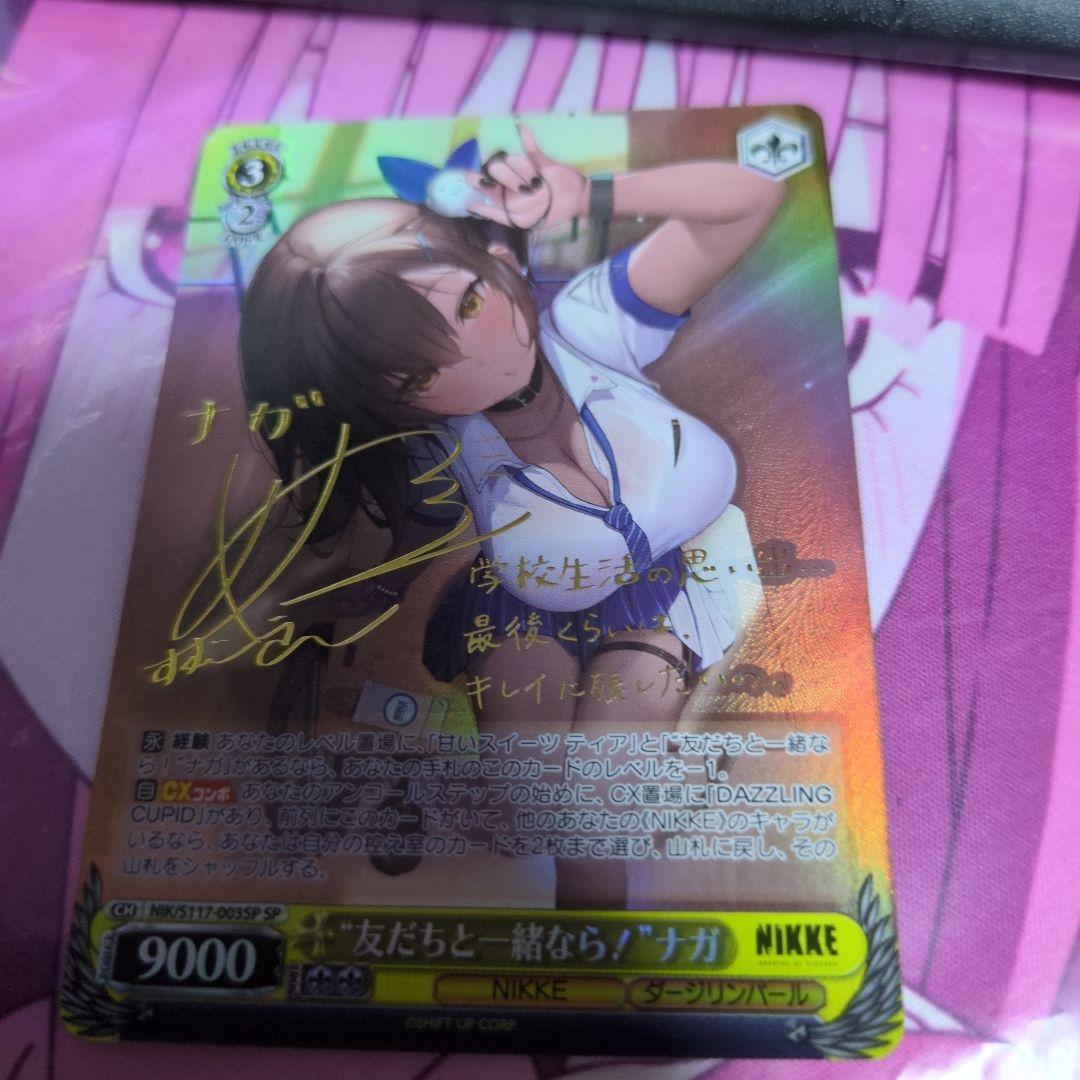 3
2
ナガ
学校生活の思い出...
最後くらいは、
キレイに残したいの。
永 経験 あなたのレベル置場に、「甘いスイーツ ティア」と「“友だちと一緒なら！”ナガ」があるなら、あなたの手札のこのカードのレベルを－1。
自 CXコンボ あなたのアンコールステップの始めに、CX置場に「DAZZLING CUPID」があり、前列にこのカードがいて、他のあなたの《NIKKE》のキャラがいるなら、あなたは自分の控え室のカードを2枚まで選び、山札に戻し、その山札をシャッフルする。
CH NIK/S117-003SP SP
9000
“友だちと一緒なら！”ナガ
NIKKE
NIKKE
ダージリンパール
©SHIFT UP CORP.